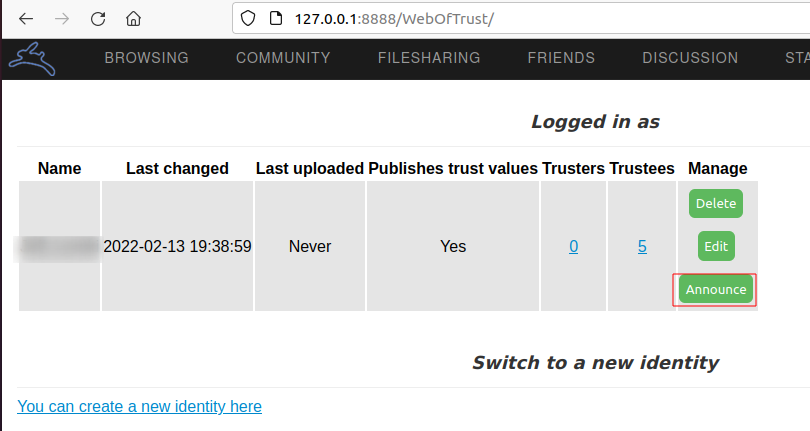 127.0.0.1:8888/WebOfTrust/
BROWSING COMMUNITY FILESHARING FRIENDS DISCUSSION STA
Logged in as
Name Last changed Last uploaded Publishes trust values Trusters Trustees Manage
Delete
2022-02-13 19:38:59 Never Yes 0 5 Edit
Announce
Switch to a new identity
You can create a new identity here